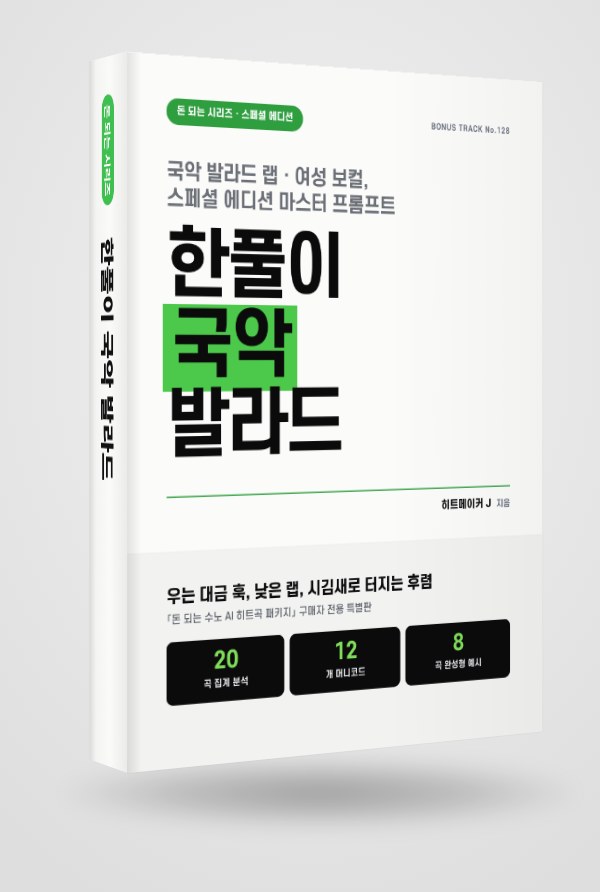 돈 되는 시리즈
한풀이 국악 발라드
돈 되는 시리즈 · 스페셜 에디션
BONUS TRACK No.128
국악 발라드 랩 · 여성 보컬,
스페셜 에디션 마스터 프롬프트
한풀이
국악
발라드
히트메이커 J 지음
우는 대금 훅, 낮은 랩, 시김새로 터지는 후렴
『돈 되는 수노 AI 히트곡 패키지』 구매자 전용 특별판
20
곡 집계 분석
12
개 머니코드
8
곡 완성형 예시